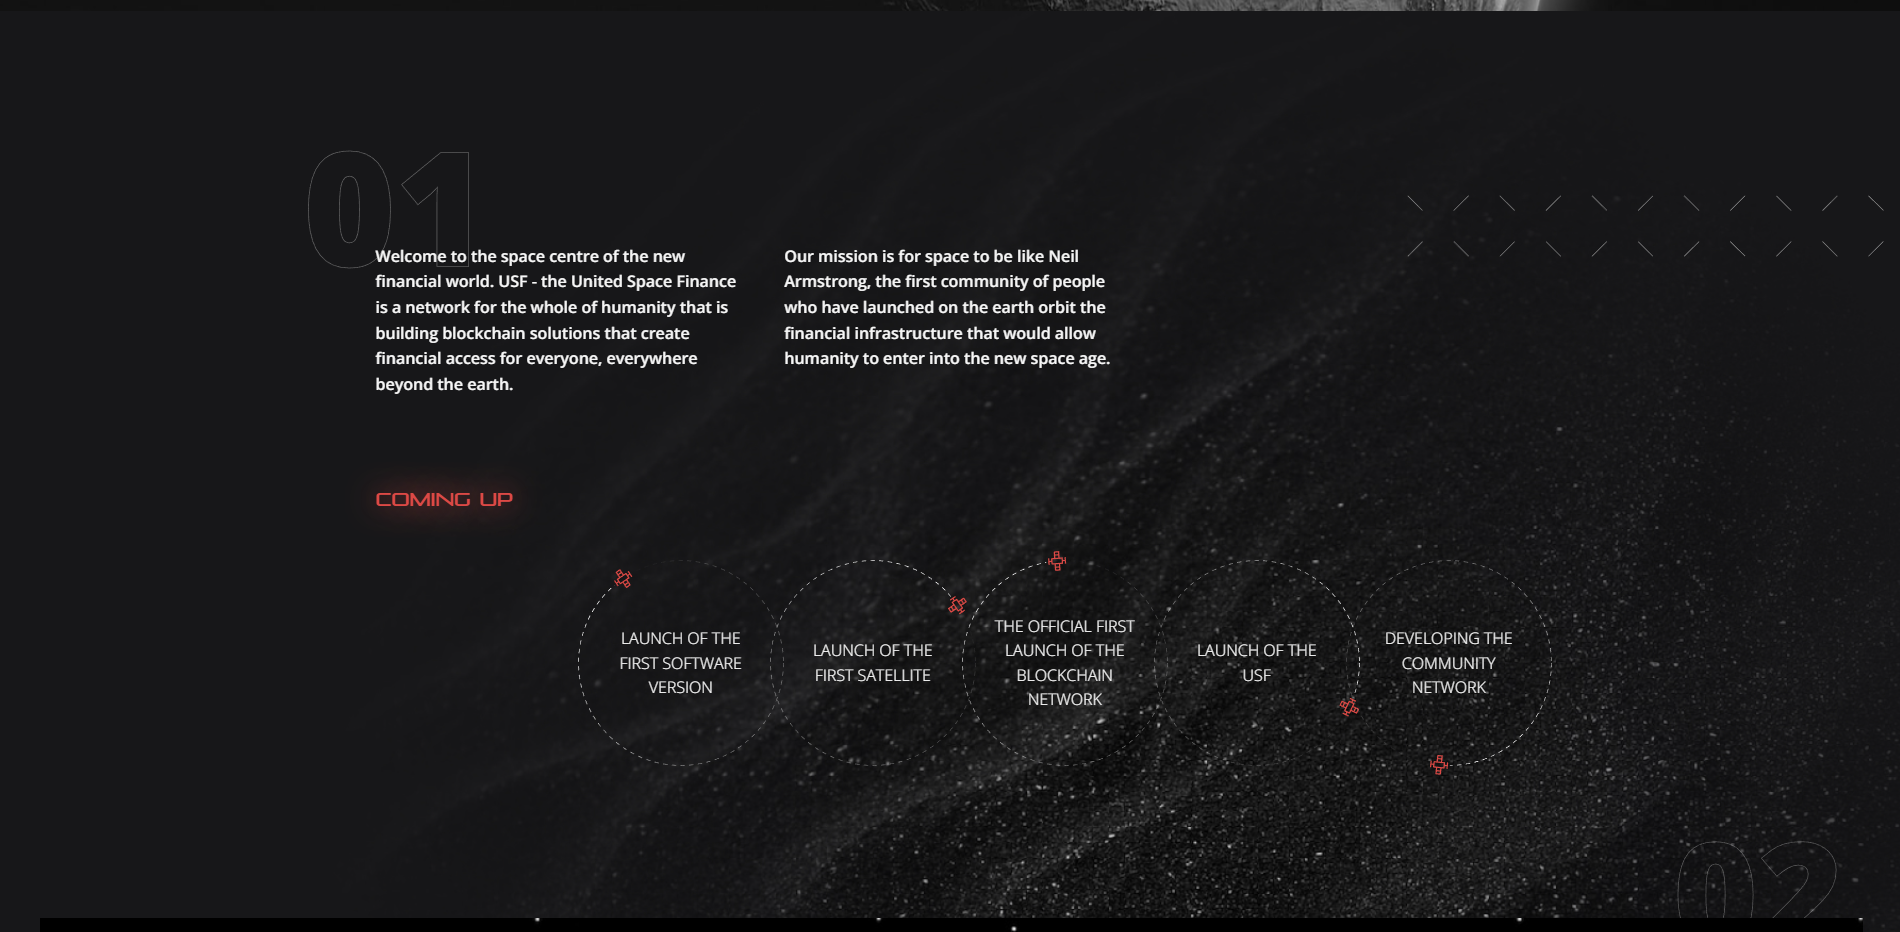 01
Welcome to the space centre of the new
financial world. USF - the United Space Finance
is a network for the whole of humanity that is
building blockchain solutions that create
financial access for everyone, everywhere
beyond the earth.
Our mission is for space to be like Neil
Armstrong, the first community of people
who have launched on the earth orbit the
financial infrastructure that would allow
humanity to enter into the new space age.
COMING UP
LAUNCH OF THE
FIRST SOFTWARE
VERSION
LAUNCH OF THE
FIRST SATELLITE
THE OFFICIAL FIRST
LAUNCH OF THE
BLOCKCHAIN
NETWORK
LAUNCH OF THE
USF
DEVELOPING THE
COMMUNITY
NETWORK
02